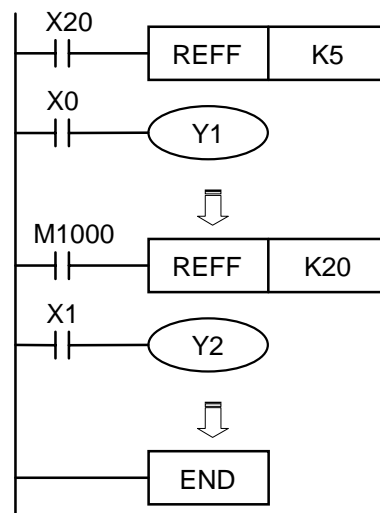 X20
REFF K5
X0
Y1
M1000
REFF K20
X1
Y2
END